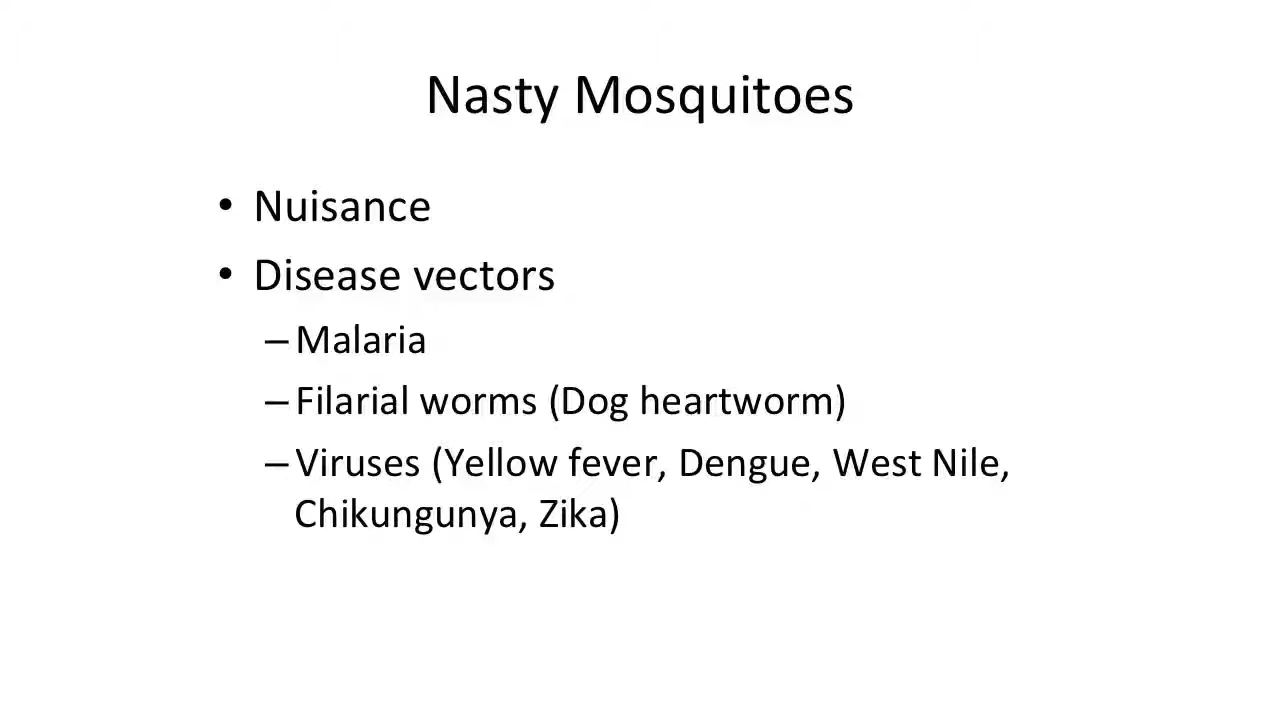 Nasty Mosquitoes
• Nuisance
• Disease vectors
– Malaria
– Filarial worms (Dog heartworm)
– Viruses (Yellow fever, Dengue, West Nile,
Chikungunya, Zika)